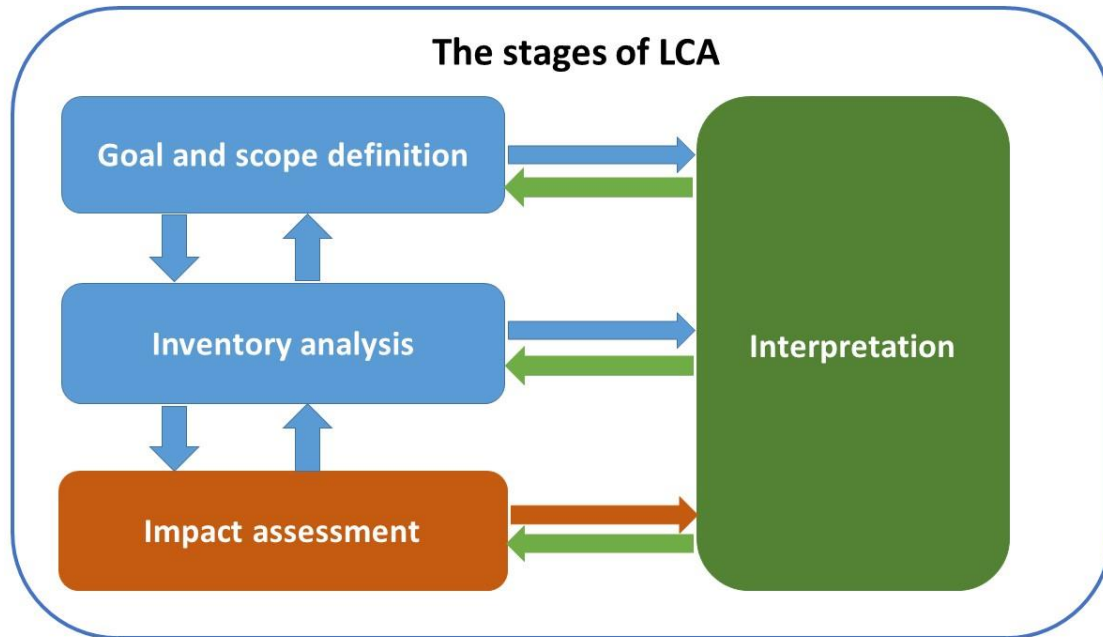 The stages of LCA
Goal and scope definition
Inventory analysis
Interpretation
Impact assessment